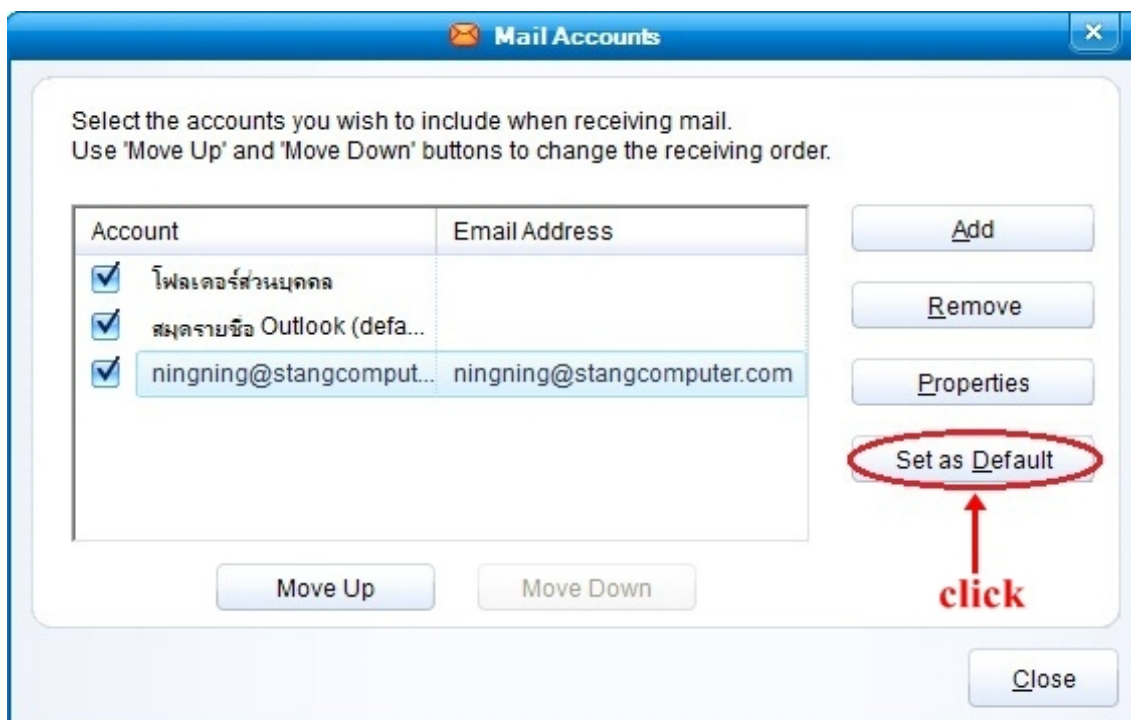 Mail Accounts
Select the accounts you wish to include when receiving mail.
Use 'Move Up' and 'Move Down' buttons to change the receiving order.
Account Email Address
โฟลเดอร์ส่วนบุคคล
สมุดรายชื่อ Outlook (defa...
ningning@stangcomput... ningning@stangcomputer.com
Add
Remove
Properties
Set as Default
click
Move Up Move Down
Close